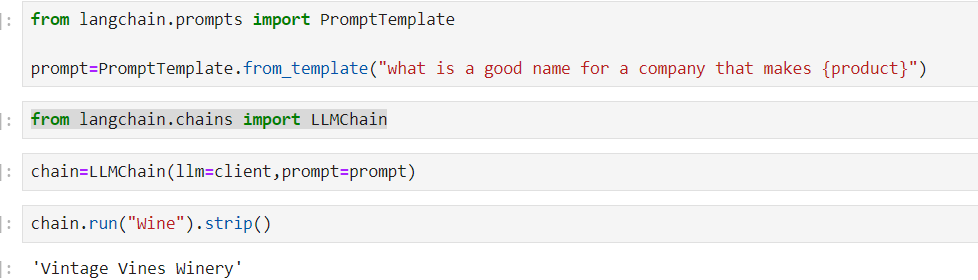 ]:
from langchain.prompts import PromptTemplate
prompt=PromptTemplate.from_template("what is a good name for a company that makes {product}")
]:
from langchain.chains import LLMChain
]:
chain=LLMChain(llm=client,prompt=prompt)
]:
chain.run("Wine").strip()
]:
'Vintage Vines Winery'